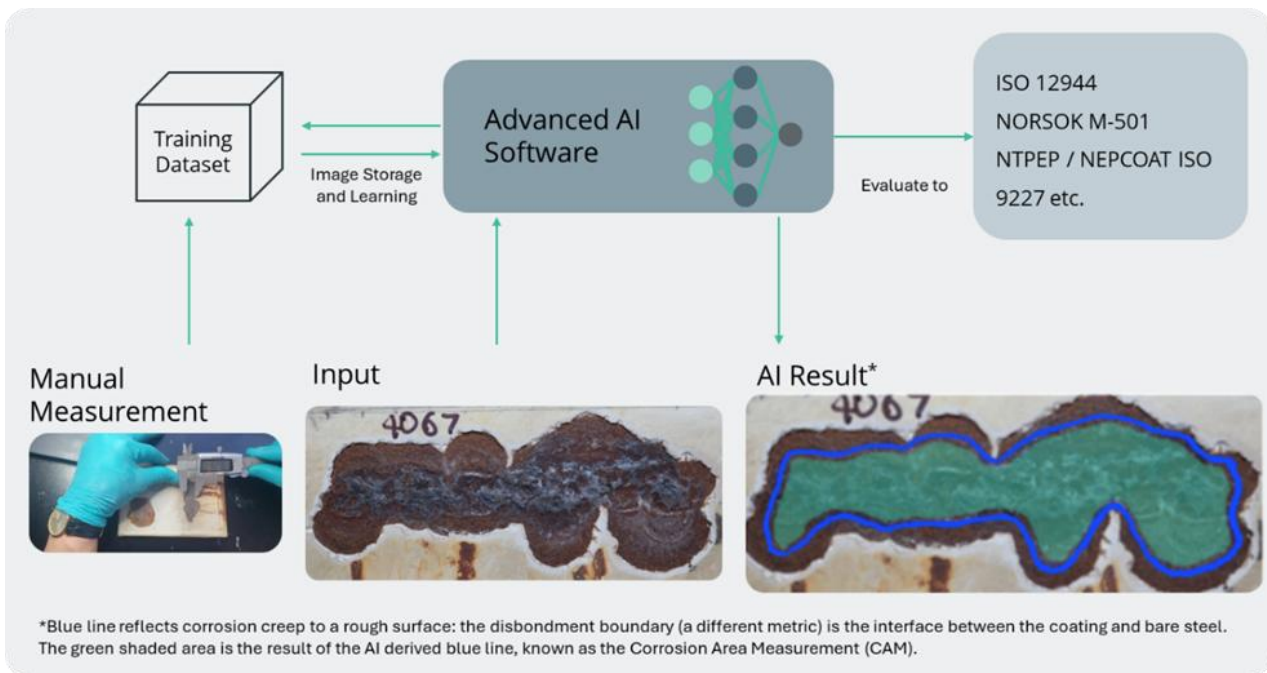 Training
Dataset
Image Storage
and Learning
Advanced AI
Software
Evaluate to
ISO 12944
NORSOK M-501
NTPEP / NEPCOAT ISO
9227 etc.
Manual
Measurement
Input
4067
AI Result*
4067
*Blue line reflects corrosion creep to a rough surface: the disbondment boundary (a different metric) is the interface between the coating and bare steel.
The green shaded area is the result of the AI derived blue line, known as the Corrosion Area Measurement (CAM).